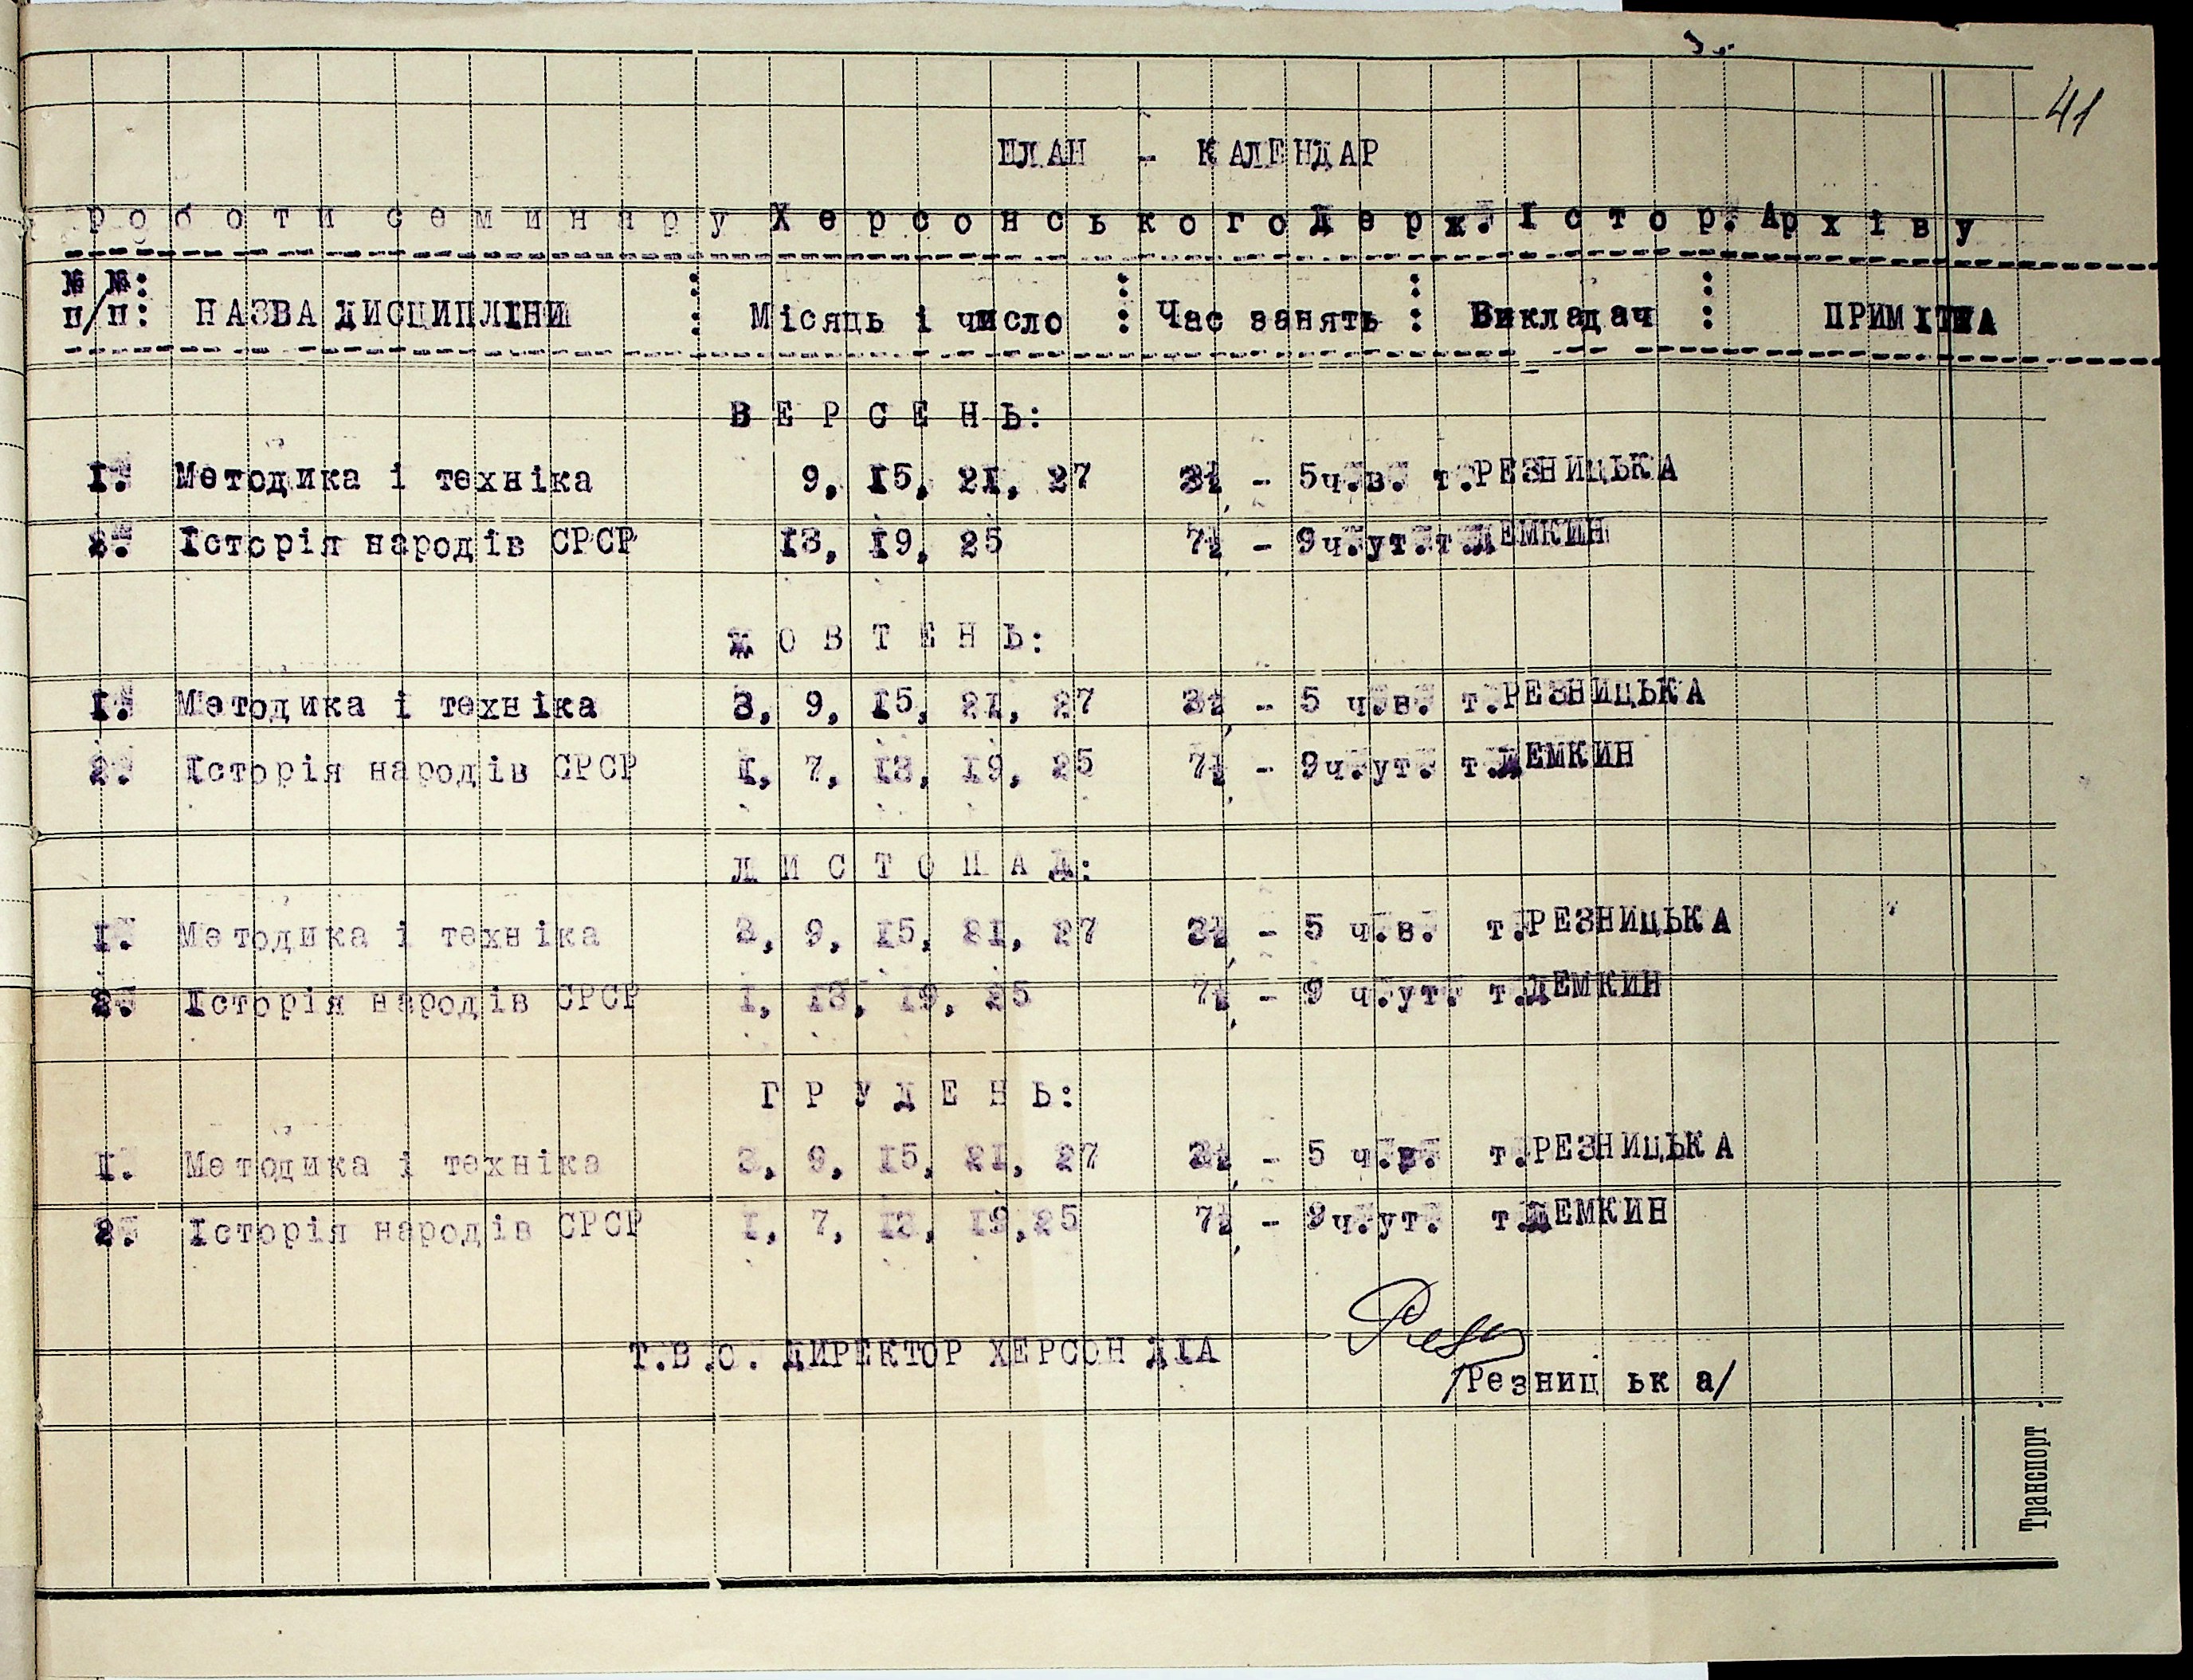 41
ПЛАН - КАЛЕНДАР
роботи семинару Херсонського Держ. Істор. Архіву
№ №: п/п: НАЗВА ДИСЦИПЛІНИ : Місяць і число : Час занять : Викладач : ПРИМІТКА
ВЕРСЕНЬ:
1. Методика і техніка 9, 15, 21, 27 3½ - 5ч.в. т.РЕЗНИЦЬКА
2. Історія народів СРСР 13, 19, 25 7½ - 9ч.ут. т.ДЕМКИН
ЖОВТЕНЬ:
1. Методика і техніка 3, 9, 15, 21, 27 3½ - 5 ч.в. т.РЕЗНИЦЬКА
2. Історія народів СРСР 1, 7, 13, 19, 25 7½ - 9ч.ут. т.ДЕМКИН
ЛИСТОПАД:
1. Методика і техніка 3, 9, 15, 21, 27 3½ - 5 ч.в. т.РЕЗНИЦЬКА
2. Історія народів СРСР 1, 13, 19, 25 7½ - 9 ч.ут. т.ДЕМКИН
ГРУДЕНЬ:
1. Методика і техніка 3, 9, 15, 21, 27 3½ - 5 ч.в. т.РЕЗНИЦЬКА
2. Історія народів СРСР 1, 7, 13, 19,25 7½ - 9ч.ут. т.ДЕМКИН
Т.В.О. ДИРЕКТОР ХЕРСОН ДІА
/Резницька/
Транспорт